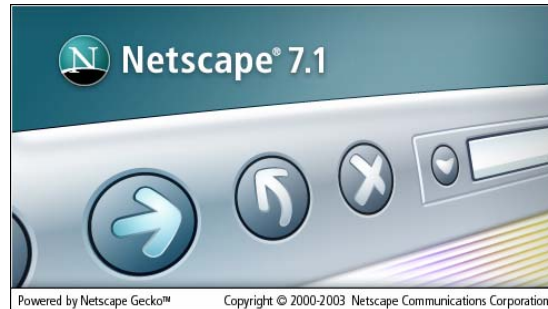 N Netscape® 7.1
Powered by Netscape Gecko™
Copyright © 2000-2003 Netscape Communications Corporation